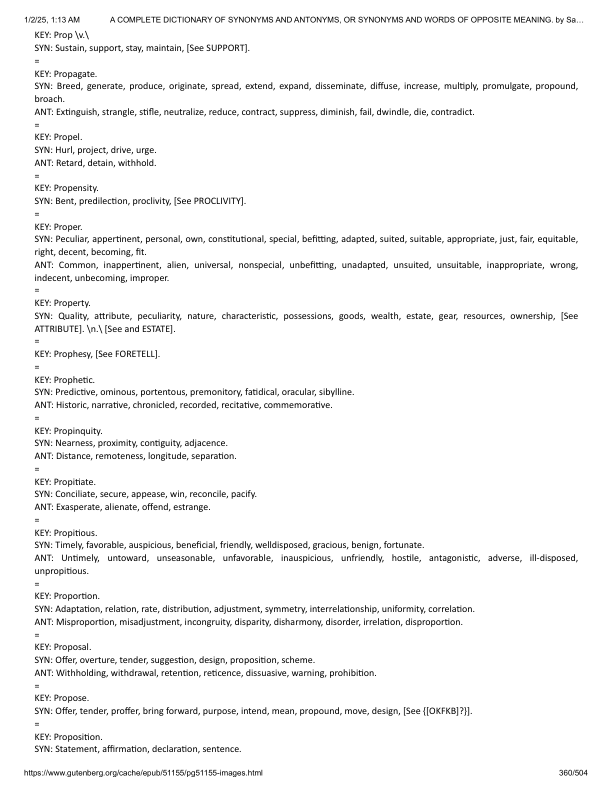 1/2/25, 1:13 AM A COMPLETE DICTIONARY OF SYNONYMS AND ANTONYMS, OR SYNONYMS AND WORDS OF OPPOSITE MEANING. by Sa…
KEY: Prop \v.\
SYN: Sustain, support, stay, maintain, [See SUPPORT].
=
KEY: Propagate.
SYN: Breed, generate, produce, originate, spread, extend, expand, disseminate, diffuse, increase, multiply, promulgate, propound,
broach.
ANT: Extinguish, strangle, stifle, neutralize, reduce, contract, suppress, diminish, fail, dwindle, die, contradict.
=
KEY: Propel.
SYN: Hurl, project, drive, urge.
ANT: Retard, detain, withhold.
=
KEY: Propensity.
SYN: Bent, predilection, proclivity, [See PROCLIVITY].
=
KEY: Proper.
SYN: Peculiar, appertinent, personal, own, constitutional, special, befitting, adapted, suited, suitable, appropriate, just, fair, equitable,
right, decent, becoming, fit.
ANT: Common, inappertinent, alien, universal, nonspecial, unbefitting, unadapted, unsuited, unsuitable, inappropriate, wrong,
indecent, unbecoming, improper.
=
KEY: Property.
SYN: Quality, attribute, peculiarity, nature, characteristic, possessions, goods, wealth, estate, gear, resources, ownership, [See
ATTRIBUTE]. \n.\ [See and ESTATE].
=
KEY: Prophesy, [See FORETELL].
=
KEY: Prophetic.
SYN: Predictive, ominous, portentous, premonitory, fatidical, oracular, sibylline.
ANT: Historic, narrative, chronicled, recorded, recitative, commemorative.
=
KEY: Propinquity.
SYN: Nearness, proximity, contiguity, adjacence.
ANT: Distance, remoteness, longitude, separation.
=
KEY: Propitiate.
SYN: Conciliate, secure, appease, win, reconcile, pacify.
ANT: Exasperate, alienate, offend, estrange.
=
KEY: Propitious.
SYN: Timely, favorable, auspicious, beneficial, friendly, welldisposed, gracious, benign, fortunate.
ANT: Untimely, untoward, unseasonable, unfavorable, inauspicious, unfriendly, hostile, antagonistic, adverse, ill-disposed,
unpropitious.
=
KEY: Proportion.
SYN: Adaptation, relation, rate, distribution, adjustment, symmetry, interrelationship, uniformity, correlation.
ANT: Misproportion, misadjustment, incongruity, disparity, disharmony, disorder, irrelation, disproportion.
=
KEY: Proposal.
SYN: Offer, overture, tender, suggestion, design, proposition, scheme.
ANT: Withholding, withdrawal, retention, reticence, dissuasive, warning, prohibition.
=
KEY: Propose.
SYN: Offer, tender, proffer, bring forward, purpose, intend, mean, propound, move, design, [See {[OKFKB]?}].
=
KEY: Proposition.
SYN: Statement, affirmation, declaration, sentence.
https://www.gutenberg.org/cache/epub/51155/pg51155-images.html 360/504